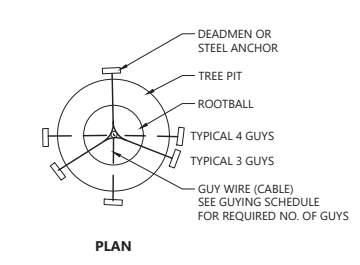 DEADMEN OR
STEEL ANCHOR
TREE PIT
ROOTBALL
TYPICAL 4 GUYS
TYPICAL 3 GUYS
GUY WIRE (CABLE)
SEE GUYING SCHEDULE
FOR REQUIRED NO. OF GUYS
PLAN